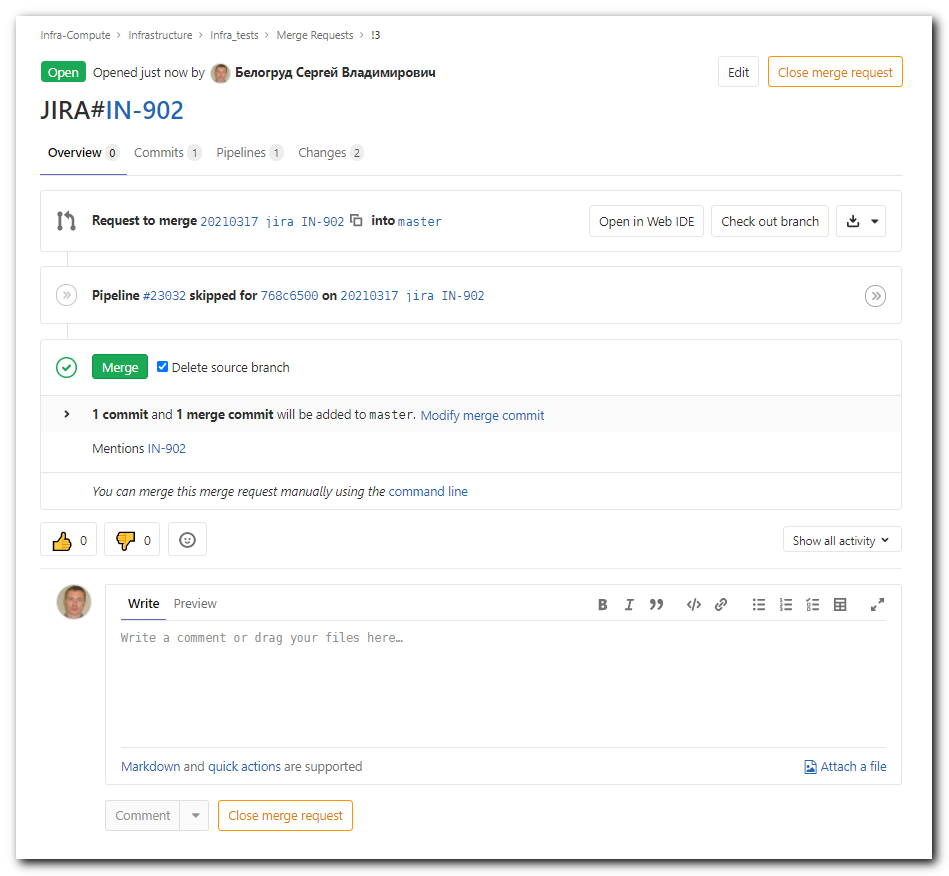 Infra-Compute > Infrastructure > Infra_tests > Merge Requests > !3
Open Opened just now by Белогруд Сергей Владимирович Edit Close merge request
JIRA#IN-902
Overview 0 Commits 1 Pipelines 1 Changes 2
Request to merge 20210317 jira IN-902 into master Open in Web IDE Check out branch
Pipeline #23032 skipped for 768c6500 on 20210317 jira IN-902
Merge Delete source branch
1 commit and 1 merge commit will be added to master. Modify merge commit
Mentions IN-902
You can merge this merge request manually using the command line
0 0 Show all activity
Write Preview
Write a comment or drag your files here…
Markdown and quick actions are supported Attach a file
Comment Close merge request